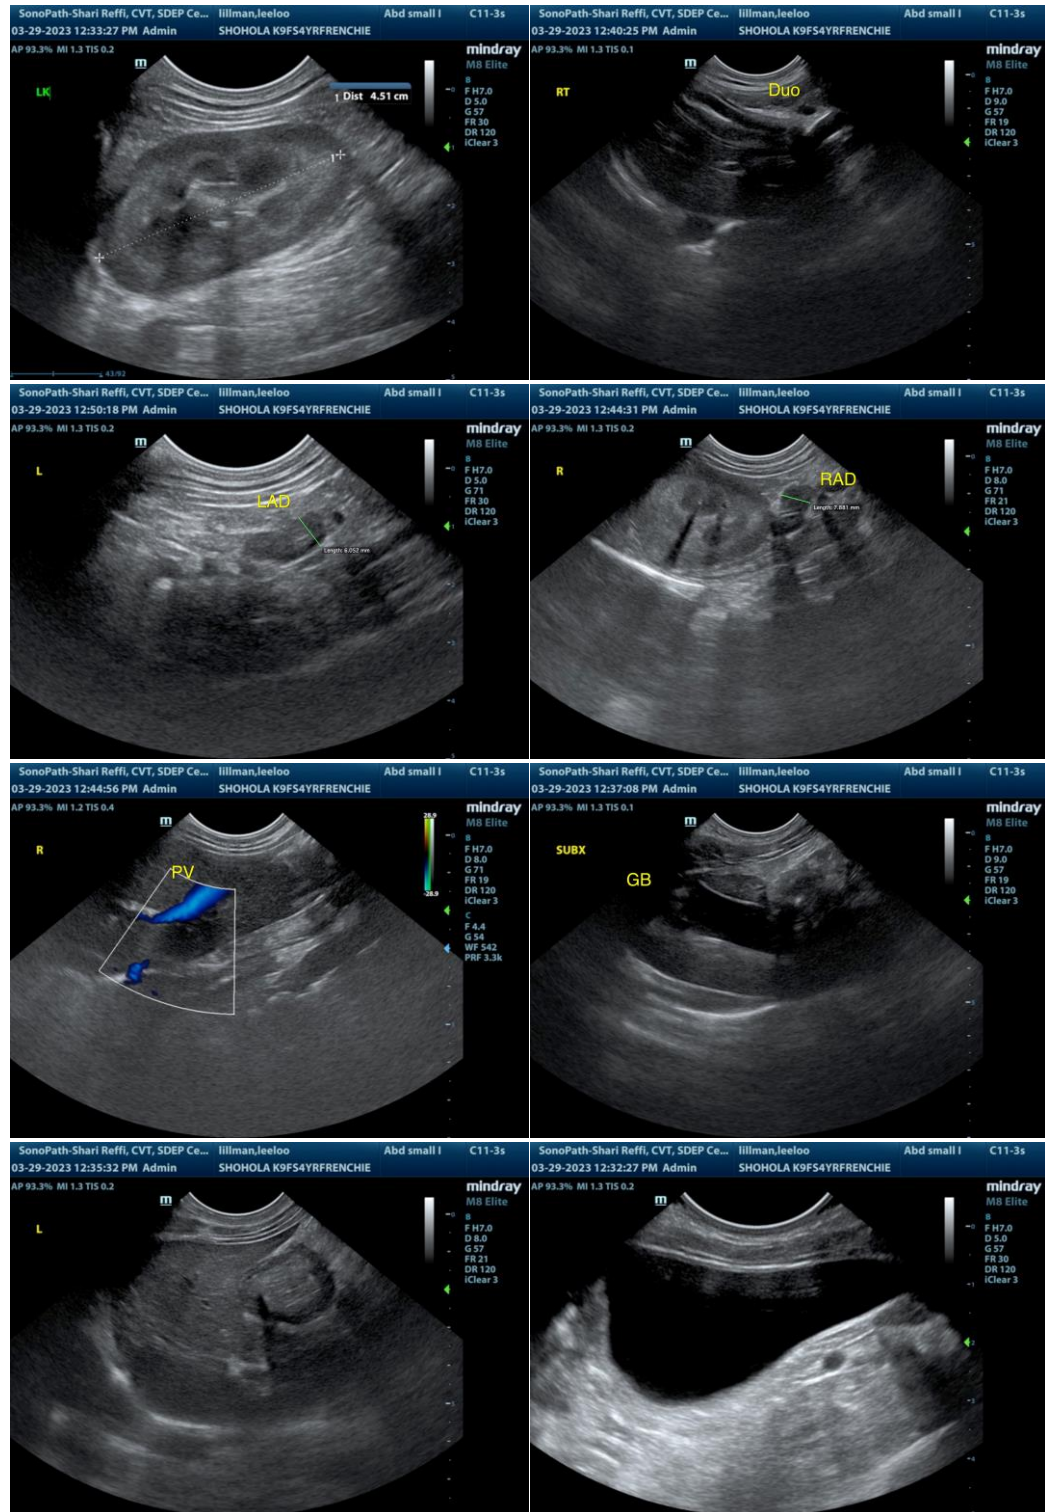 SonoPath-Shari Reffi, CVT, SDEP Ce... lillman,leeloo Abd small I C11-3s
03-29-2023 12:33:27 PM Admin SHOHOLA K9FS4YRFRENCHIE
AP 93.3% MI 1.3 TIS 0.2
mindray
M8 Elite
m
LK
1 Dist 4.51 cm
B
F H7.0
D 5.0
G 57
FR 30
DR 120
iClear 3
1
43/92
SonoPath-Shari Reffi, CVT, SDEP Ce... lillman,leeloo Abd small I C11-3s
03-29-2023 12:40:25 PM Admin SHOHOLA K9FS4YRFRENCHIE
AP 93.3% MI 1.3 TIS 0.1
mindray
M8 Elite
m
RT
Duo
B
F H7.0
D 9.0
G 57
FR 19
DR 120
iClear 3
SonoPath-Shari Reffi, CVT, SDEP Ce... lillman,leeloo Abd small I C11-3s
03-29-2023 12:50:18 PM Admin SHOHOLA K9FS4YRFRENCHIE
AP 93.3% MI 1.3 TIS 0.2
mindray
M8 Elite
m
L
LAD
Length: 6.052 mm
B
F H7.0
D 5.0
G 71
FR 30
DR 120
iClear 3
SonoPath-Shari Reffi, CVT, SDEP Ce... lillman,leeloo Abd small I C11-3s
03-29-2023 12:44:31 PM Admin SHOHOLA K9FS4YRFRENCHIE
AP 93.3% MI 1.3 TIS 0.2
mindray
M8 Elite
m
R
RAD
Length: 7.881 mm
B
F H7.0
D 8.0
G 71
FR 21
DR 120
iClear 3
SonoPath-Shari Reffi, CVT, SDEP Ce... lillman,leeloo Abd small I C11-3s
03-29-2023 12:44:56 PM Admin SHOHOLA K9FS4YRFRENCHIE
AP 93.3% MI 1.2 TIS 0.4
mindray
M8 Elite
m
28.9
-28.9
R
PV
B
F H7.0
D 8.0
G 71
FR 19
DR 120
iClear 3
C
F 4.4
G 54
WF 542
PRF 3.3k
SonoPath-Shari Reffi, CVT, SDEP Ce... lillman,leeloo Abd small I C11-3s
03-29-2023 12:37:08 PM Admin SHOHOLA K9FS4YRFRENCHIE
AP 93.3% MI 1.3 TIS 0.1
mindray
M8 Elite
m
SUBX
GB
B
F H7.0
D 9.0
G 57
FR 19
DR 120
iClear 3
SonoPath-Shari Reffi, CVT, SDEP Ce... lillman,leeloo Abd small I C11-3s
03-29-2023 12:35:32 PM Admin SHOHOLA K9FS4YRFRENCHIE
AP 93.3% MI 1.3 TIS 0.2
mindray
M8 Elite
m
L
B
F H7.0
D 8.0
G 57
FR 21
DR 120
iClear 3
SonoPath-Shari Reffi, CVT, SDEP Ce... lillman,leeloo Abd small I C11-3s
03-29-2023 12:32:27 PM Admin SHOHOLA K9FS4YRFRENCHIE
AP 93.3% MI 1.3 TIS 0.2
mindray
M8 Elite
m
B
F H7.0
D 5.0
G 57
FR 30
DR 120
iClear 3